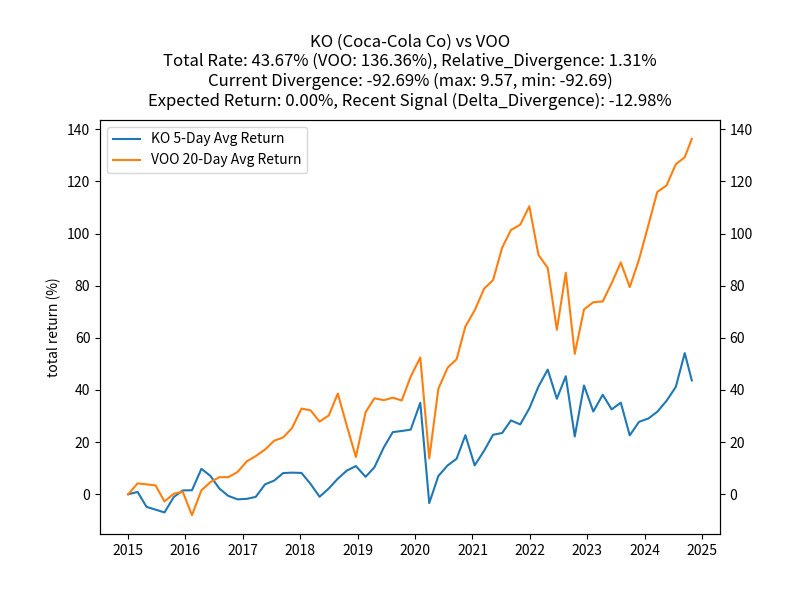 KO (Coca-Cola Co) vs VOO
Total Rate: 43.67% (VOO: 136.36%), Relative_Divergence: 1.31%
Current Divergence: -92.69% (max: 9.57, min: -92.69)
Expected Return: 0.00%, Recent Signal (Delta_Divergence): -12.98%
KO 5-Day Avg Return
VOO 20-Day Avg Return
total return (%)
140
120
100
80
60
40
20
0
140
120
100
80
60
40
20
0
2015 2016 2017 2018 2019 2020 2021 2022 2023 2024 2025